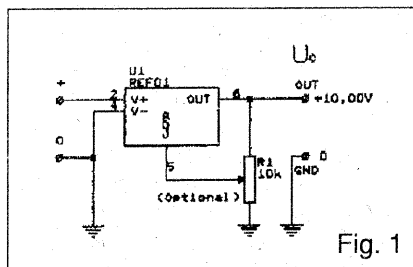 U1
REF01
U₀
OUT
+10,00V
+
2
V+
OUT
6
4
V-
ADJ
0
5
R1
10k
0
GND
(Optional)
Fig. 1